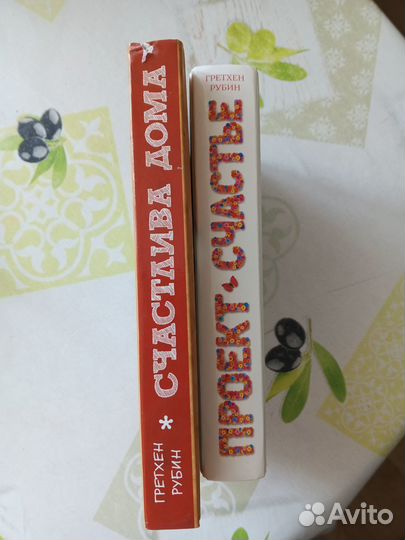 ГРЕТХЕН
РУБИН
* СЧАСТЛИВА ДОМА
ГРЕТХЕН
РУБИН
ПРОЕКТ СЧАСТЬЕ
Avito